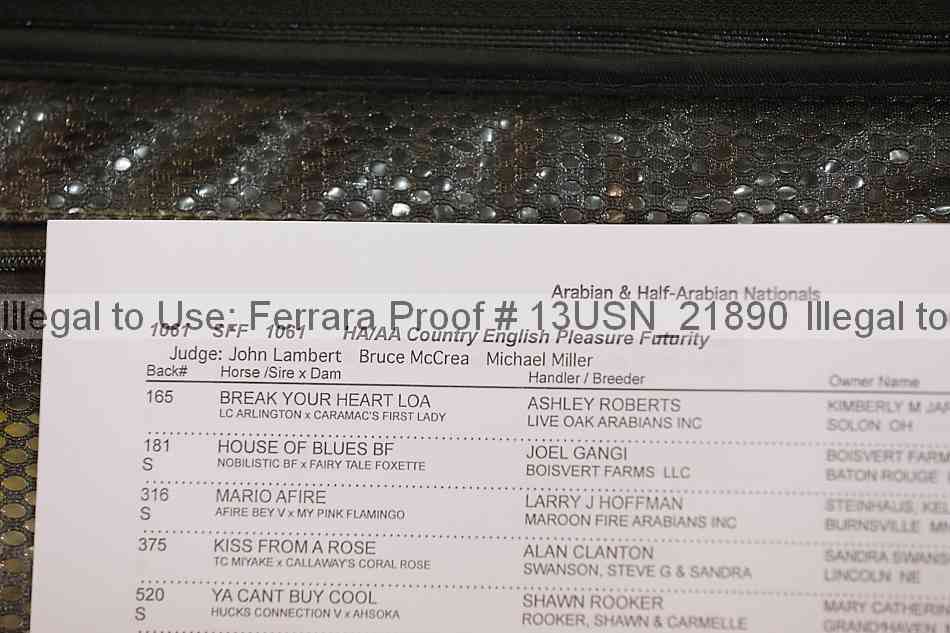 Arabian & Half-Arabian Nationals
Illegal to Use: Ferrara Proof # 13USN_21890 Illegal to
1061 SFF 1061 HA/AA Country English Pleasure Futurity
Judge: John Lambert Bruce McCrea Michael Miller
Back# Horse /Sire x Dam Handler / Breeder Owner Name
165 BREAK YOUR HEART LOA ASHLEY ROBERTS KIMBERLY M
LC ARLINGTON x CARAMAC'S FIRST LADY LIVE OAK ARABIANS INC SOLON OH
181 HOUSE OF BLUES BF JOEL GANGI BOISVERT FARM
S NOBILISTIC BF x FAIRY TALE FOXETTE BOISVERT FARMS LLC BATON ROUGE
316 MARIO AFIRE LARRY J HOFFMAN STEINHAUS, KEL
S AFIRE BEY V x MY PINK FLAMINGO MAROON FIRE ARABIANS INC BURNSVILLE
375 KISS FROM A ROSE ALAN CLANTON SANDRA SWANS
TC MIYAKE x CALLAWAY'S CORAL ROSE SWANSON, STEVE G & SANDRA LINCOLN NE
520 YA CANT BUY COOL SHAWN ROOKER MARY CATHERIN
S HUCKS CONNECTION V x AHSOKA ROOKER, SHAWN & CARMELLE GRAND HAVEN